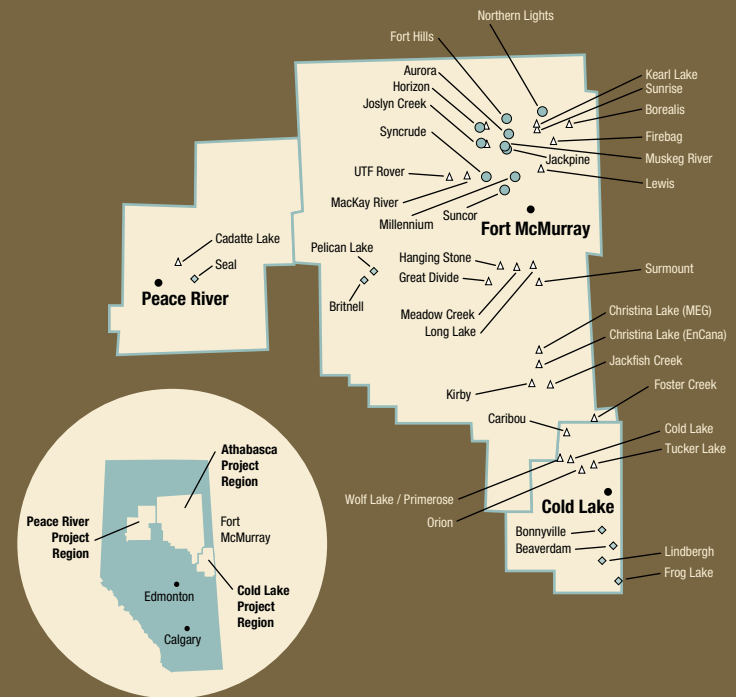 Northern Lights
Fort Hills
Aurora
Horizon
Joslyn Creek
Syncrude
UTF Rover
MacKay River
Millennium
Suncor
Fort McMurray
Kearl Lake
Sunrise
Borealis
Firebag
Muskeg River
Jackpine
Lewis
Cadatte Lake
Seal
Peace River
Pelican Lake
Britnell
Hanging Stone
Great Divide
Meadow Creek
Long Lake
Surmount
Christina Lake (MEG)
Christina Lake (EnCana)
Jackfish Creek
Kirby
Foster Creek
Caribou
Cold Lake
Tucker Lake
Wolf Lake / Primerose
Orion
Cold Lake
Bonnyville
Beaverdam
Lindbergh
Frog Lake
Athabasca
Project
Region
Peace River
Project
Region
Fort
McMurray
Cold Lake
Project
Region
Edmonton
Calgary